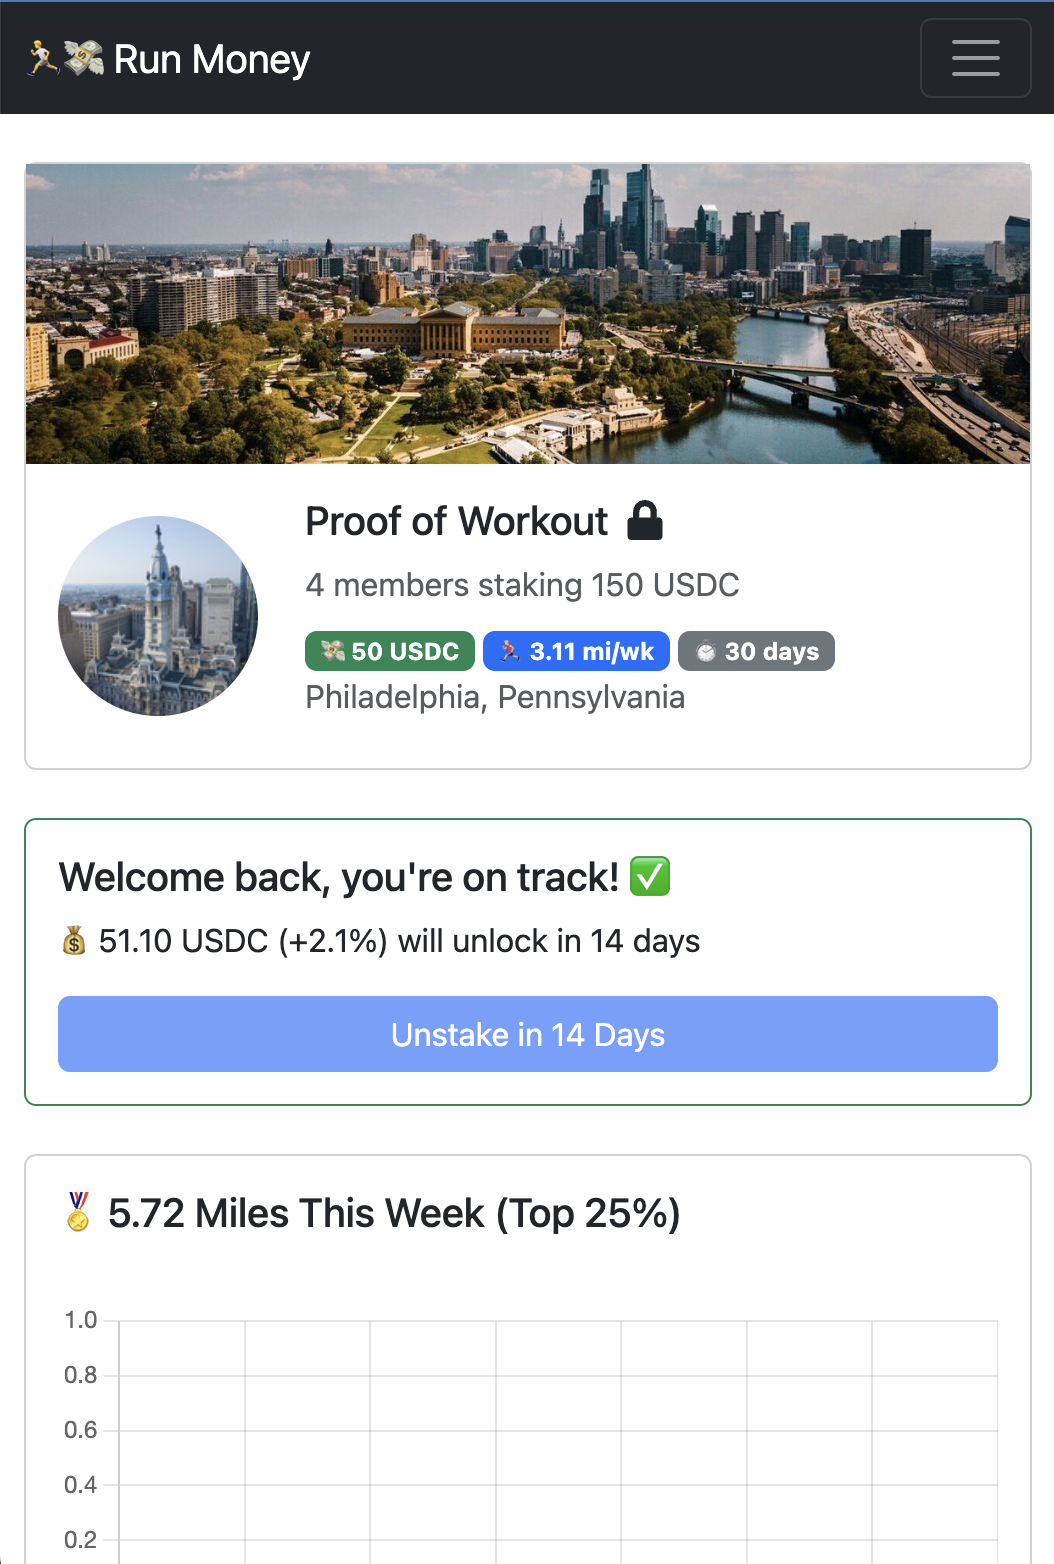 🏃💸 Run Money
Proof of Workout 🔒
4 members staking 150 USDC
💸 50 USDC 🏃 3.11 mi/wk ⏱️ 30 days
Philadelphia, Pennsylvania
Welcome back, you're on track! ✅
💰 51.10 USDC (+2.1%) will unlock in 14 days
Unstake in 14 Days
🏅 5.72 Miles This Week (Top 25%)
1.0
0.8
0.6
0.4
0.2